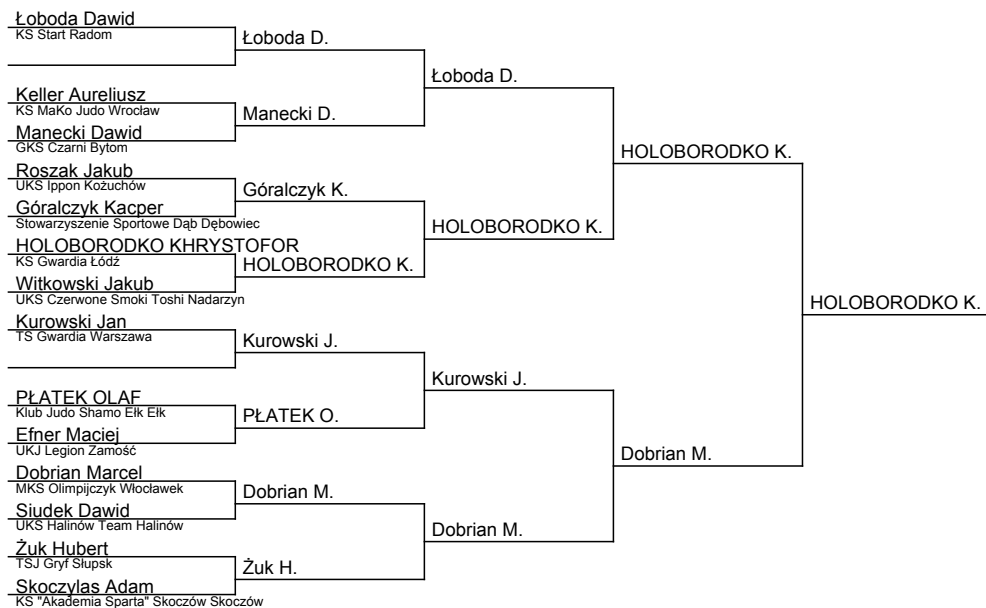 Łoboda Dawid
KS Start Radom
Keller Aureliusz
KS MaKo Judo Wrocław
Manecki Dawid
GKS Czarni Bytom
Roszak Jakub
UKS Ippon Kożuchów
Góralczyk Kacper
Stowarzyszenie Sportowe Dąb Dębowiec
HOLOBORODKO KHRYSTOFOR
KS Gwardia Łódź
Witkowski Jakub
UKS Czerwone Smoki Toshi Nadarzyn
Kurowski Jan
TS Gwardia Warszawa
PŁATEK OLAF
Klub Judo Shamo Ełk Ełk
Efner Maciej
UKJ Legion Zamość
Dobrian Marcel
MKS Olimpijczyk Włocławek
Siudek Dawid
UKS Halinów Team Halinów
Żuk Hubert
TSJ Gryf Słupsk
Skoczylas Adam
KS "Akademia Sparta" Skoczów Skoczów
Łoboda D.
Manecki D.
Góralczyk K.
HOLOBORODKO K.
Kurowski J.
PŁATEK O.
Dobrian M.
Żuk H.
Łoboda D.
HOLOBORODKO K.
Kurowski J.
Dobrian M.
HOLOBORODKO K.
Dobrian M.
HOLOBORODKO K.